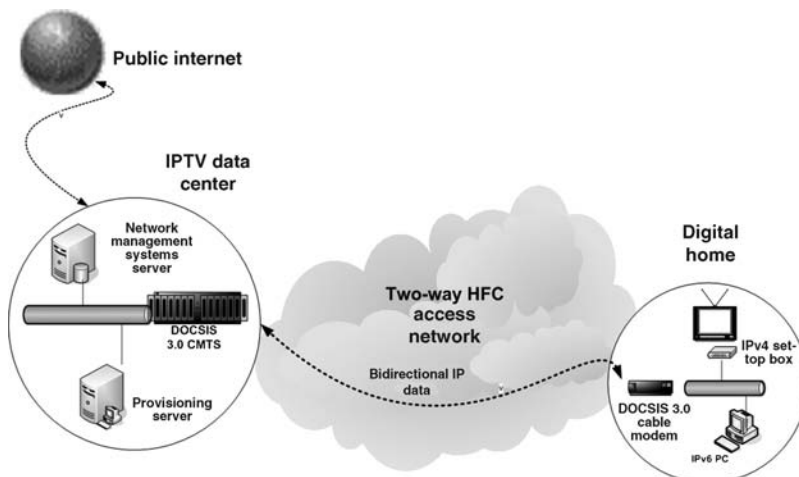 Public internet
IPTV data
center
Network
management
systems server
DOCSIS
3.0 CMTS
Provisioning
server
Two-way HFC
access
network
Bidirectional IP
data
Digital
home
IPv4 set-
top box
DOCSIS 3.0
cable
modem
IPv6 PC